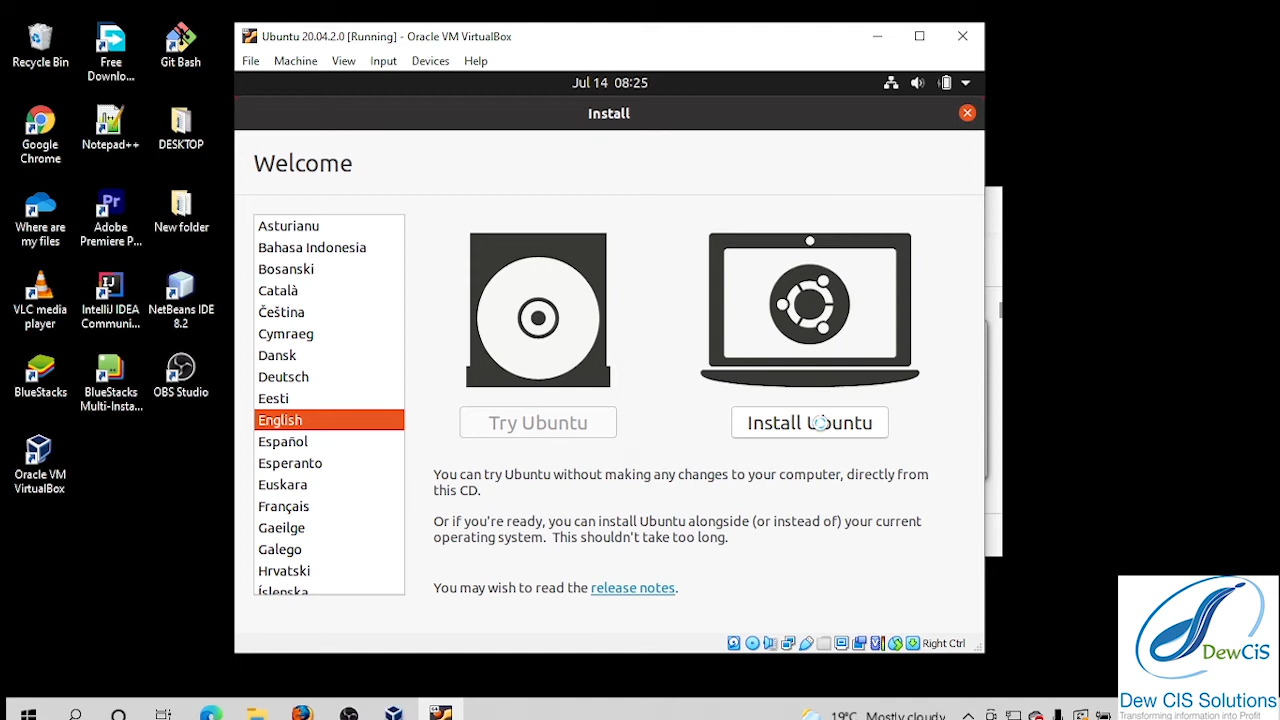 Recycle Bin
Free
Downlo...
Git Bash
Google
Chrome
Notepad++
DESKTOP
Where are
my files
Adobe
Premiere P...
New folder
VLC media
player
IntelliJ IDEA
Communi...
NetBeans IDE
8.2
BlueStacks
BlueStacks
Multi-Insta...
OBS Studio
Oracle VM
VirtualBox
Ubuntu 20.04.2.0 [Running] - Oracle VM VirtualBox
File Machine View Input Devices Help
Jul 14 08:25
Install
Welcome
Asturianu
Bahasa Indonesia
Bosanski
Català
Čeština
Cymraeg
Dansk
Deutsch
Eesti
English
Español
Esperanto
Euskara
Français
Gaeilge
Galego
Hrvatski
Íslenska
Try Ubuntu
Install Ubuntu
You can try Ubuntu without making any changes to your computer, directly from
this CD.
Or if you're ready, you can install Ubuntu alongside (or instead of) your current
operating system. This shouldn't take too long.
You may wish to read the release notes.
Right Ctrl
19°C Mostly cloudy
DewCiS
Dew CIS Solutions
Transforming information into Profit